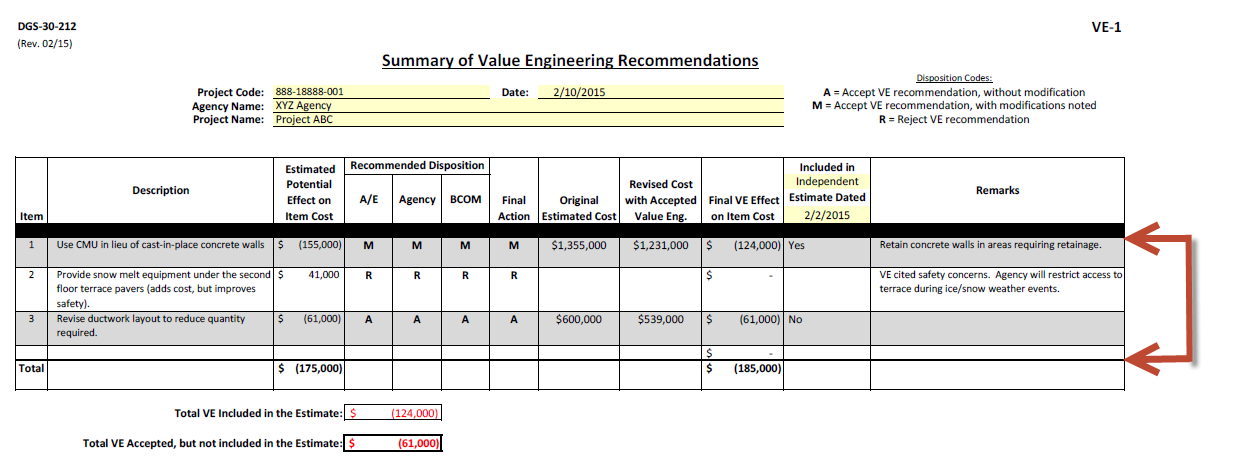 DGS-30-212
VE-1
(Rev. 02/15)
Summary of Value Engineering Recommendations
Disposition Codes:
Project Code: 888-18888-001 Date: 2/10/2015
A = Accept VE recommendation, without modification
Agency Name: XYZ Agency
M = Accept VE recommendation, with modifications noted
Project Name: Project ABC
R = Reject VE recommendation
Item
Description
Estimated
Potential
Effect on
Item Cost
Recommended Disposition
A/E
Agency
BCOM
Final
Action
Original
Estimated Cost
Revised Cost
with Accepted
Value Eng.
Final VE Effect
on Item Cost
Included in
Independent
Estimate Dated
2/2/2015
Remarks
1 Use CMU in lieu of cast-in-place concrete walls $ (155,000) M M M M $1,355,000 $1,231,000 $ (124,000) Yes Retain concrete walls in areas requiring retainage.
2 Provide snow melt equipment under the second $ 41,000 R R R R $ - VE cited safety concerns. Agency will restrict access to
floor terrace pavers (adds cost, but improves terrace during ice/snow weather events.
safety).
3 Revise ductwork layout to reduce quantity $ (61,000) A A A A $600,000 $539,000 $ (61,000) No
required.
$ -
Total $ (175,000) $ (185,000)
Total VE Included in the Estimate: $ (124,000)
Total VE Accepted, but not included in the Estimate: $ (61,000)